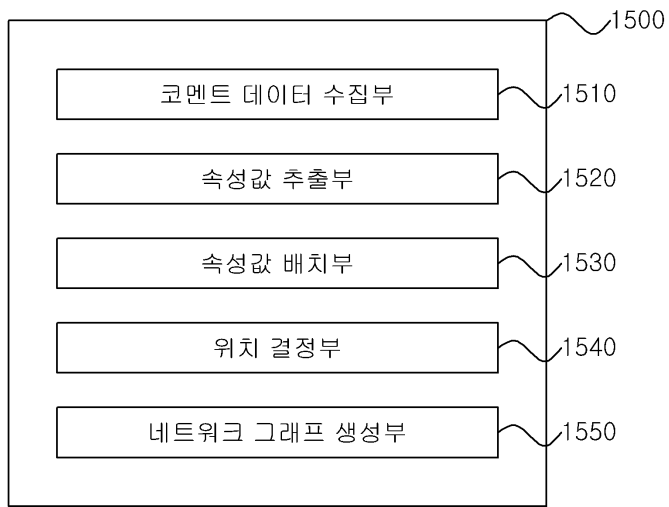 1500
코멘트 데이터 수집부 1510
속성값 추출부 1520
속성값 배치부 1530
위치 결정부 1540
네트워크 그래프 생성부 1550